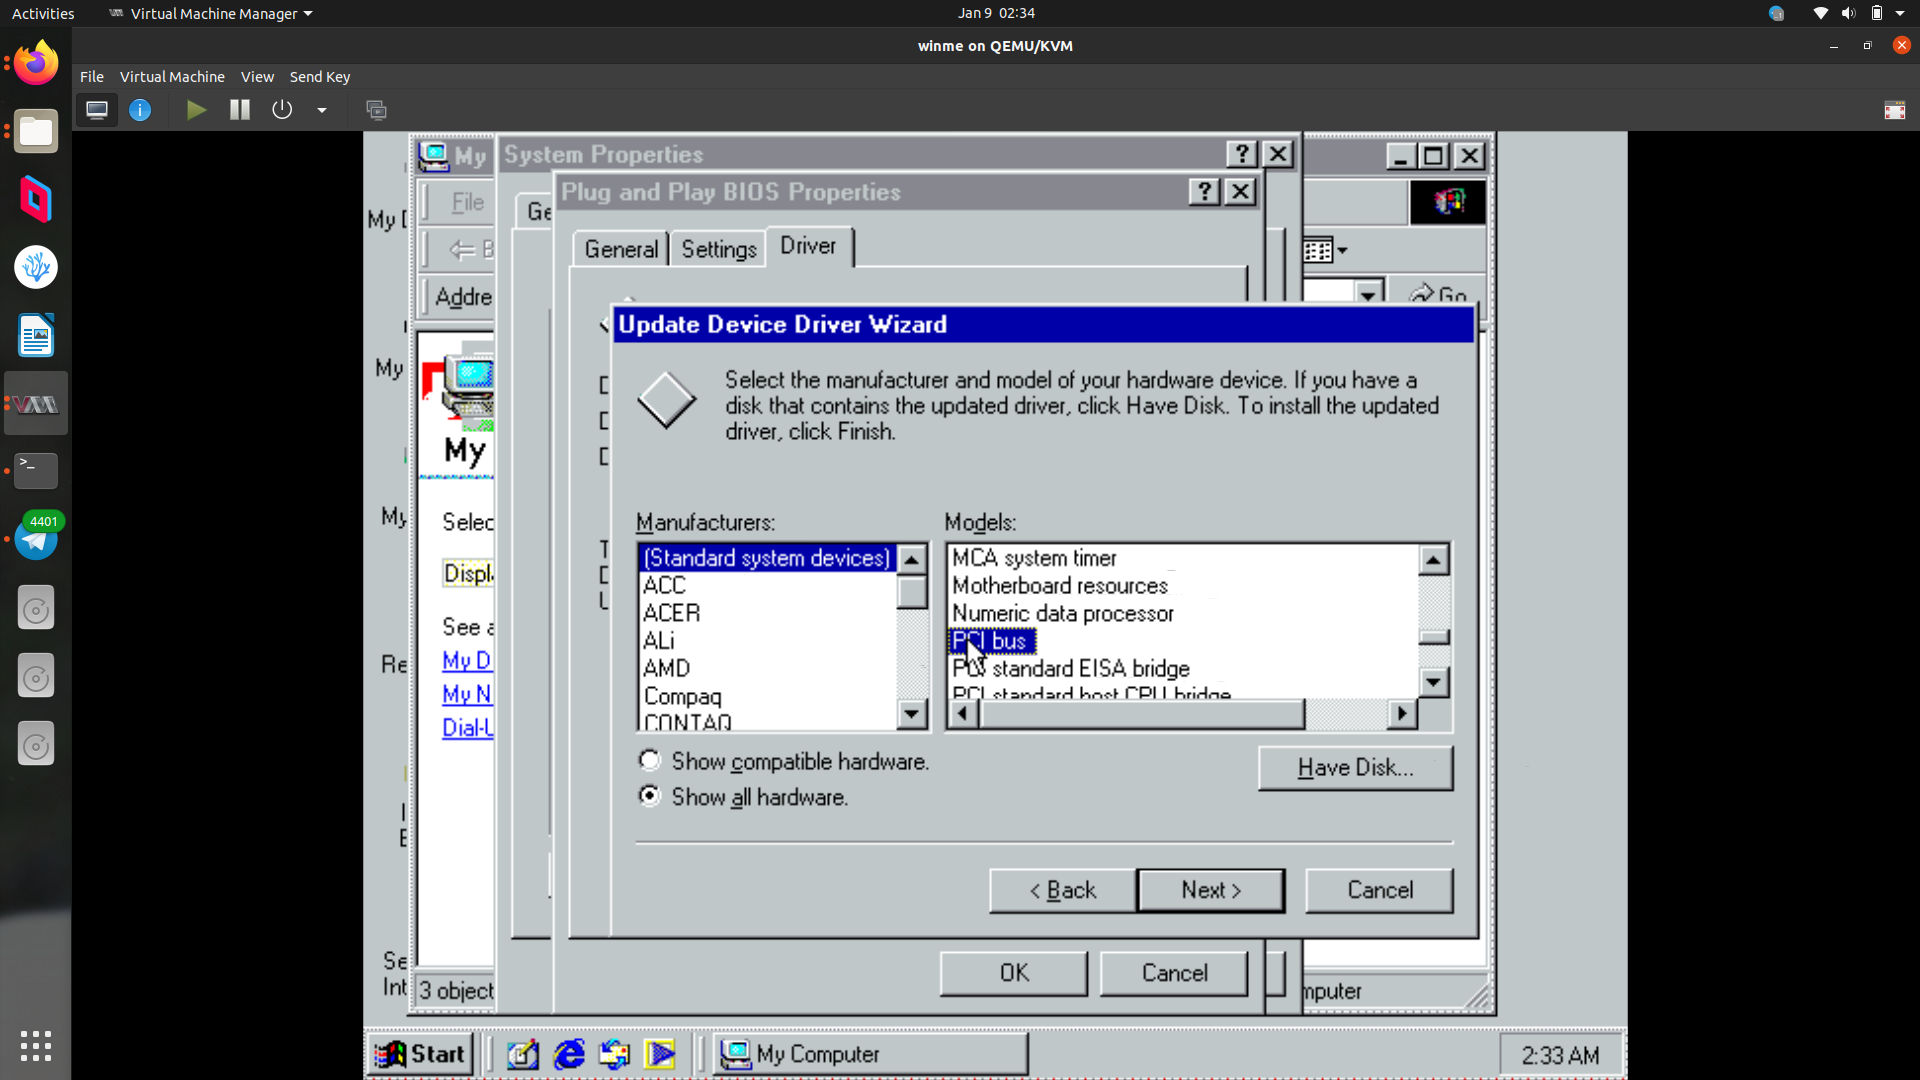 Activities
Virtual Machine Manager
Jan 9 02:34
winme on QEMU/KVM
File Virtual Machine View Send Key
My
System Properties
Plug and Play BIOS Properties
File
Ge
My D
General Settings Driver
Addre
Go
Update Device Driver Wizard
My
Select the manufacturer and model of your hardware device. If you have a
disk that contains the updated driver, click Have Disk. To install the updated
driver, click Finish.
My
My
Selec
Manufacturers:
Models:
(Standard system devices)
ACC
ACER
ALi
AMD
Compaq
CONTAQ
MCA system timer
Motherboard resources
Numeric data processor
PCI bus
PCI standard EISA bridge
PCI standard host CPU bridge
4401
Displ
See a
My D
My N
Dial-U
Re
Show compatible hardware.
Show all hardware.
Have Disk...
< Back
Next >
Cancel
OK
Cancel
Se
Int
3 object
mputer
Start
My Computer
2:33 AM